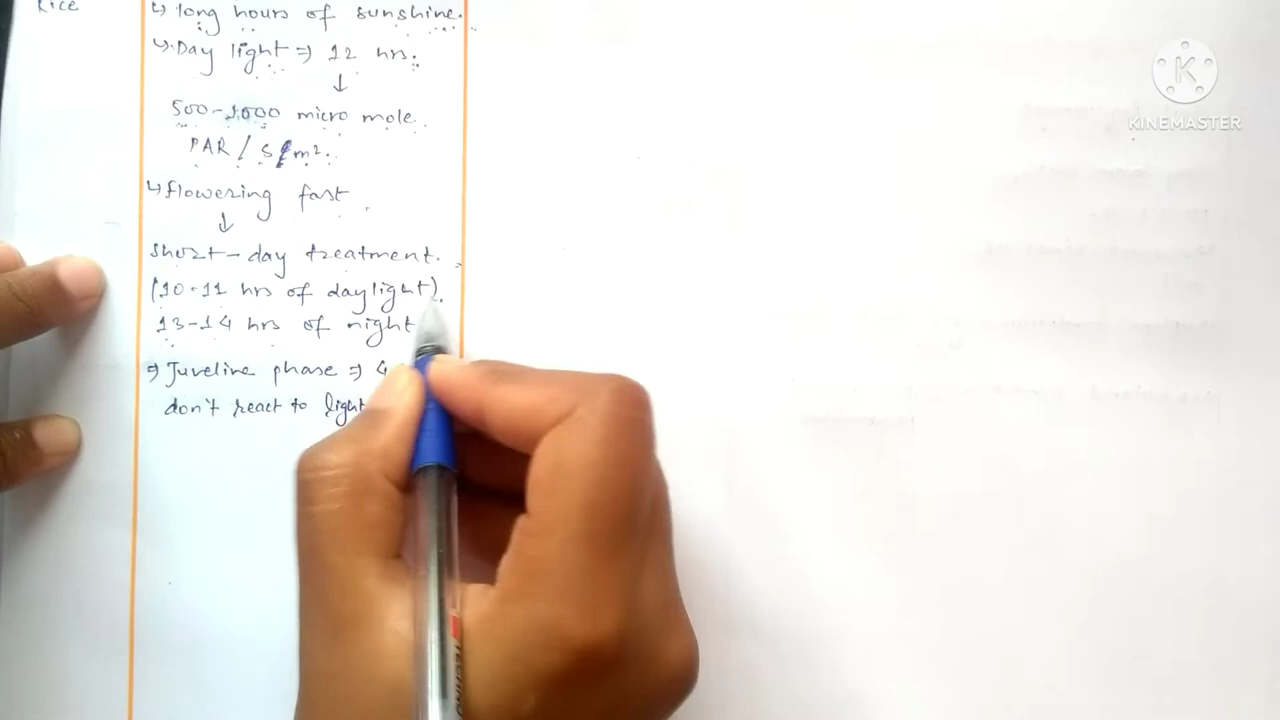 Rice
↳ long hours of sunshine.
↳ Day light ⇒ 12 hrs.
↓
500-1000 micro mole
PAR / S/m².
↳ flowering fast
↓
short-day treatment.
(10-11 hrs of daylight).
13-14 hrs of night
⇒ Juveline phase ⇒ 4
don't react to light
KINEMASTER